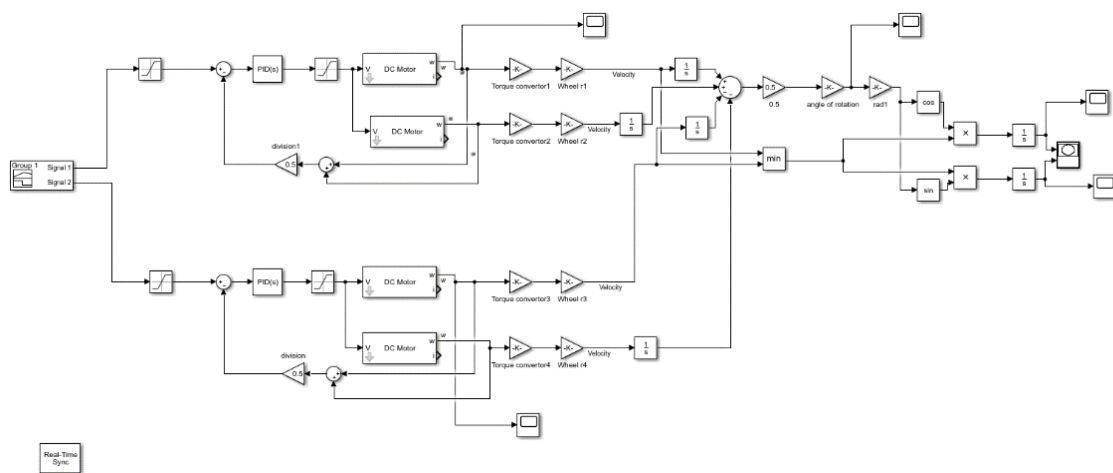 Group 1
Signal 1
Signal 2
PID(s)
V
DC Motor
w
i
w
w
-K-
Torque convertor1
-K-
Wheel r1
Velocity
1
s
V
DC Motor
w
i
w
w
-K-
Torque convertor2
-K-
Wheel r2
Velocity
1
s
1
s
division1
0.5
0.5
0.5
-K-
angle of rotation
-K-
rad1
cos
sin
min
×
×
1
s
1
s
PID(s)
V
DC Motor
w
i
w
-K-
Torque convertor3
-K-
Wheel r3
Velocity
V
DC Motor
w
i
w
-K-
Torque convertor4
-K-
Wheel r4
Velocity
1
s
division
0.5
Real-Time
Sync